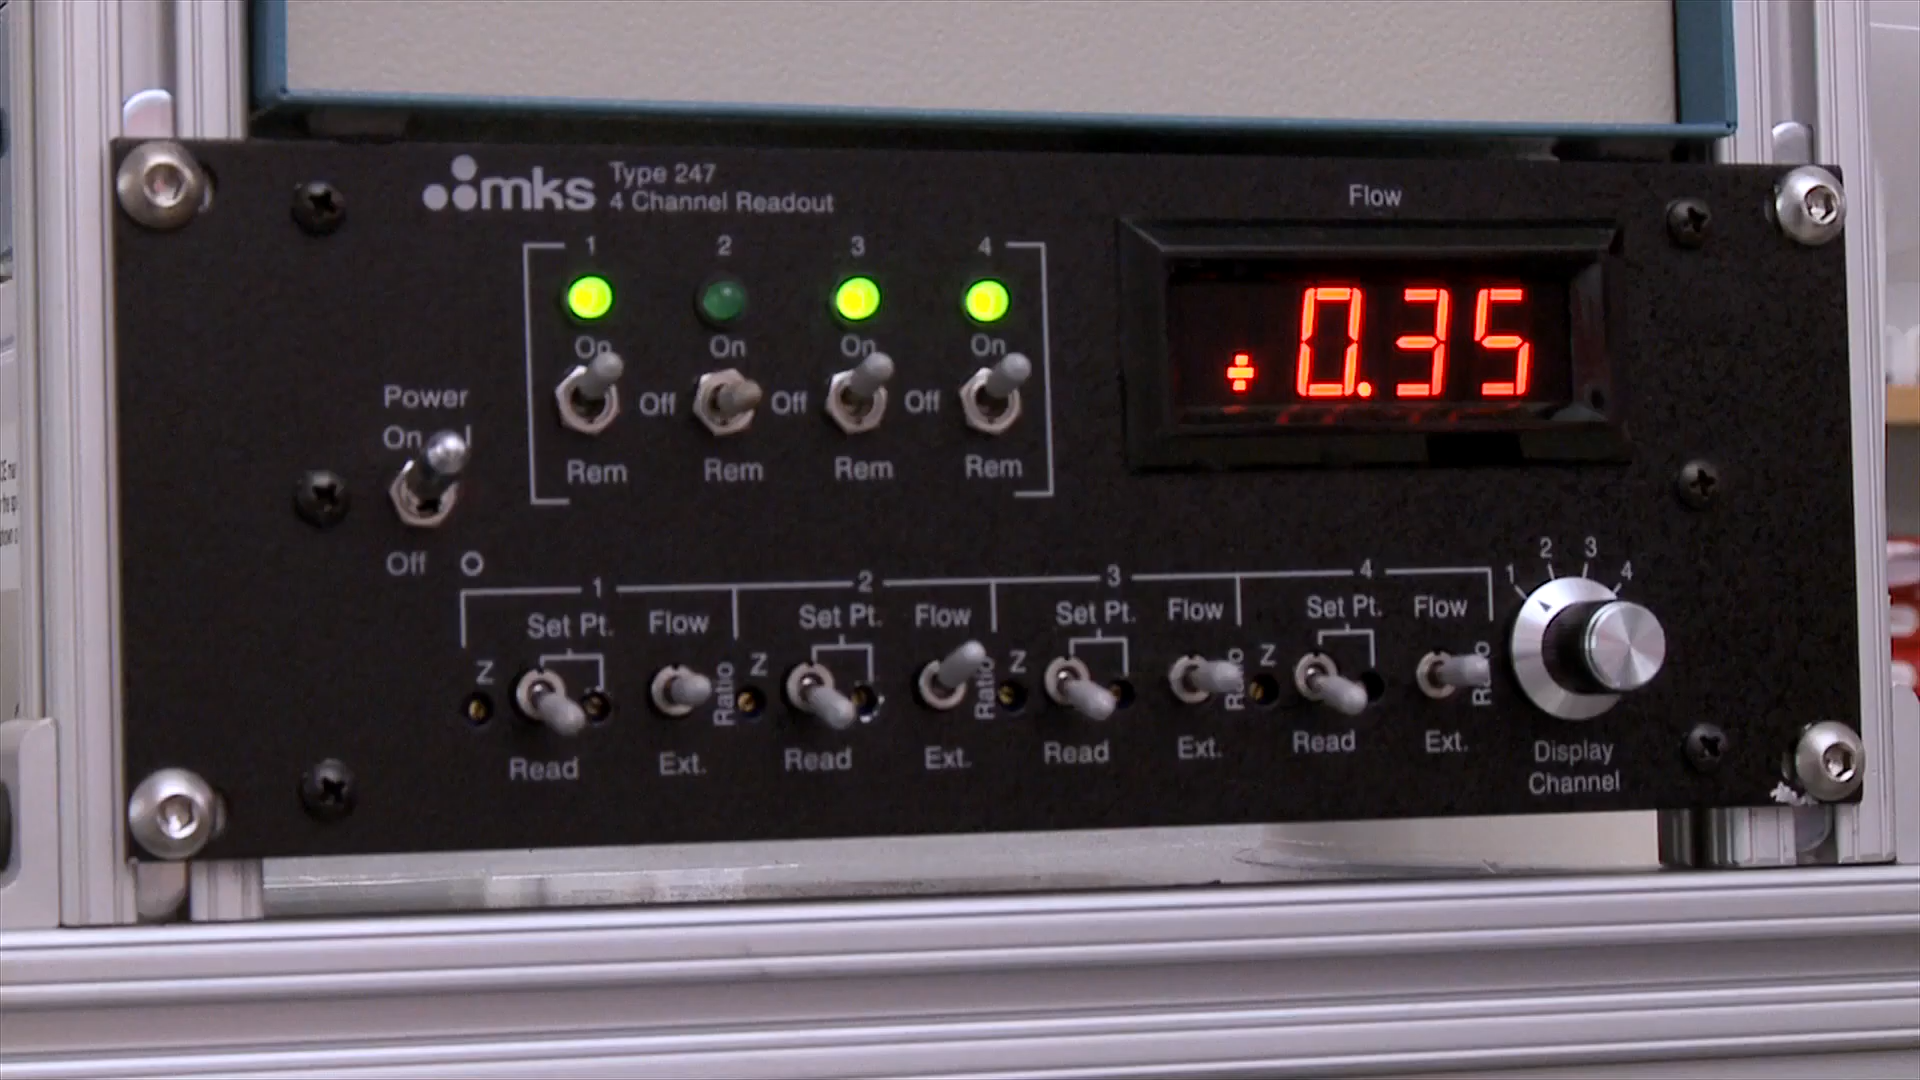 mks Type 247
4 Channel Readout
Flow
1 2 3 4
+0.35
On On On On
Off Off Off
Rem Rem Rem Rem
Power
On
Off
1 2 3 4
Set Pt. Flow Set Pt. Flow Set Pt. Flow Set Pt. Flow
Z Ratio Z Ratio Z Ratio Z Ratio
Read Ext. Read Ext. Read Ext. Read Ext.
1 2 3 4
Display
Channel